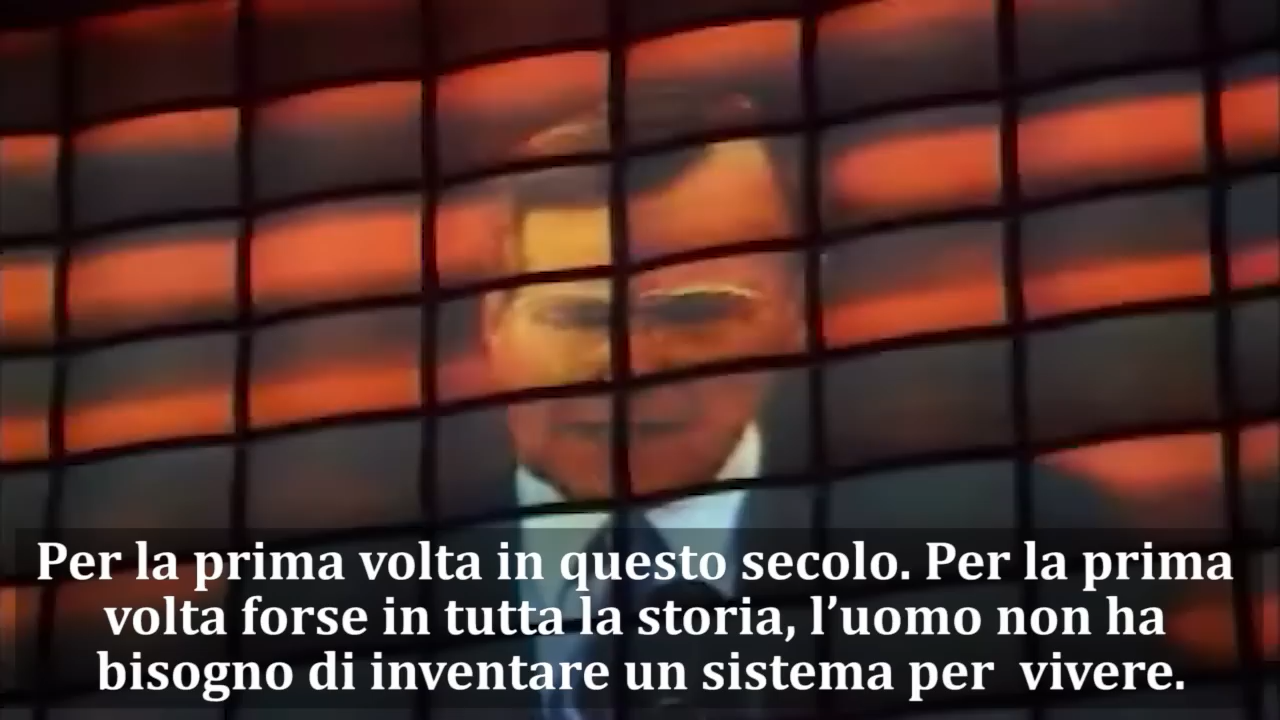 Per la prima volta in questo secolo. Per la prima
volta forse in tutta la storia, l’uomo non ha
bisogno di inventare un sistema per  vivere.